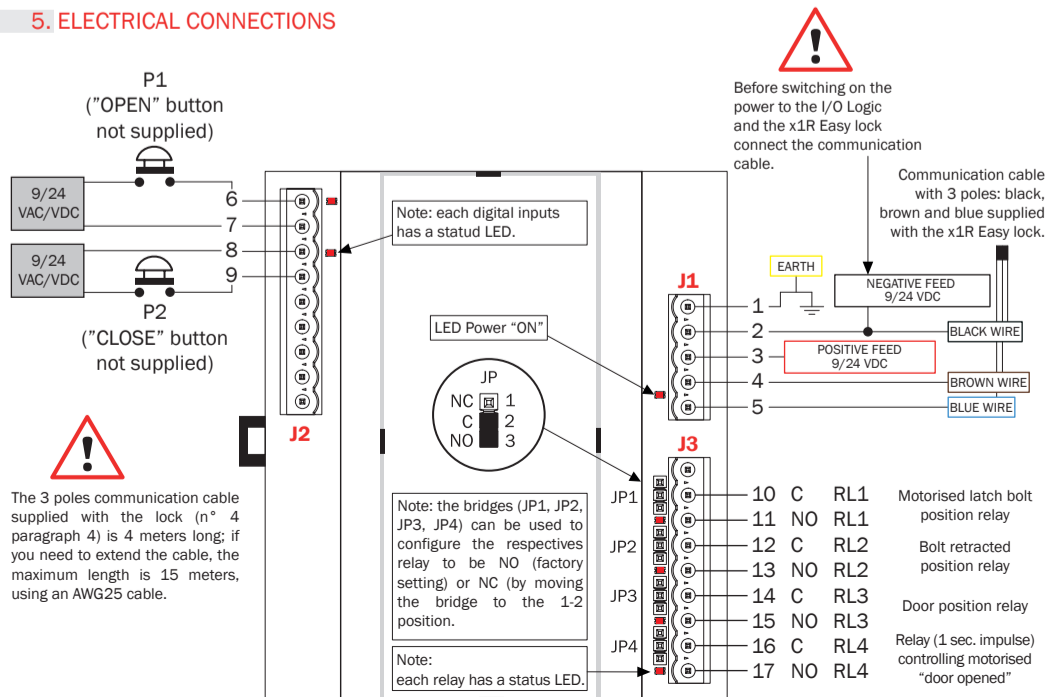 5. ELECTRICAL CONNECTIONS
P1
("OPEN" button
not supplied)
9/24
VAC/VDC
6
7
9/24
VAC/VDC
8
9
P2
("CLOSE" button
not supplied)
J2
The 3 poles communication cable
supplied with the lock (n° 4
paragraph 4) is 4 meters long; if
you need to extend the cable, the
maximum length is 15 meters,
using an AWG25 cable.
Note: each digital inputs
has a statud LED.
LED Power "ON"
JP
NC 1
C 2
NO 3
Note: the bridges (JP1, JP2,
JP3, JP4) can be used to
configure the respectives
relay to be NO (factory
setting) or NC (by moving
the bridge to the 1-2
position.
Note:
each relay has a status LED.
Before switching on the
power to the I/O Logic
and the x1R Easy lock
connect the communication
cable.
Communication cable
with 3 poles: black,
brown and blue supplied
with the x1R Easy lock.
J1
EARTH
NEGATIVE FEED
9/24 VDC
1
2
BLACK WIRE
3
POSITIVE FEED
9/24 VDC
4
BROWN WIRE
5
BLUE WIRE
J3
JP1
JP2
JP3
JP4
10 C RL1
11 NO RL1
Motorised latch bolt
position relay
12 C RL2
13 NO RL2
Bolt retracted
position relay
14 C RL3
15 NO RL3
Door position relay
16 C RL4
17 NO RL4
Relay (1 sec. impulse)
controlling motorised
"door opened"